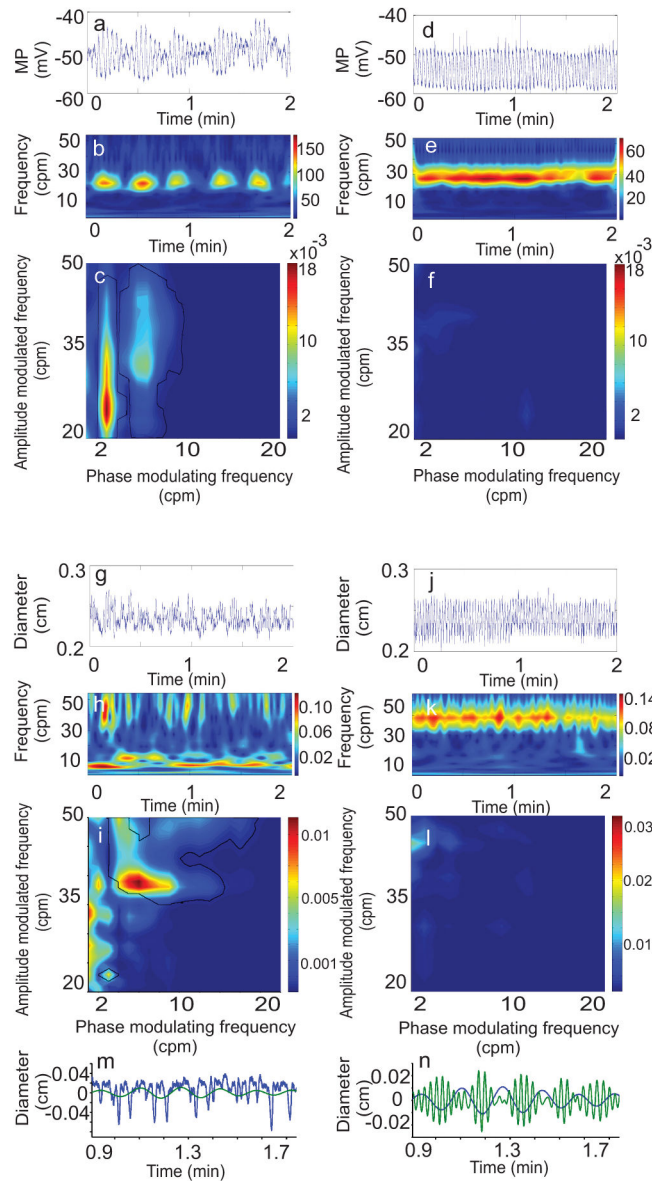 a
-40
-50
-60
MP
(mV)
0
1
2
Time (min)
d
-40
-50
-60
MP
(mV)
0
1
2
Time (min)
b
50
30
10
Frequency
(cpm)
150
100
50
0
1
2
Time (min)
e
50
30
10
Frequency
(cpm)
60
40
20
0
1
2
Time (min)
c
50
35
20
Amplitude modulated frequency
(cpm)
x10-3
18
10
2
2
10
20
Phase modulating frequency
(cpm)
f
50
35
20
Amplitude modulated frequency
(cpm)
x10-3
18
10
2
2
10
20
Phase modulating frequency
(cpm)
g
0.3
0.2
Diameter
(cm)
0
1
2
Time (min)
j
0.3
0.2
Diameter
(cm)
0
1
2
Time (min)
h
50
30
10
Frequency
(cpm)
0.10
0.06
0.02
0
1
2
Time (min)
k
50
30
10
Frequency
(cpm)
0.14
0.08
0.02
0
1
2
Time (min)
i
50
35
20
Amplitude modulated frequency
(cpm)
0.01
0.005
0.001
2
10
20
Phase modulating frequency
(cpm)
l
50
35
20
Amplitude modulated frequency
(cpm)
0.03
0.02
0.01
2
10
20
Phase modulating frequency
(cpm)
m
0.04
0
-0.04
Diameter
(cm)
0.9
1.3
1.7
Time (min)
n
0.02
0
-0.02
Diameter
(cm)
0.9
1.3
1.7
Time (min)